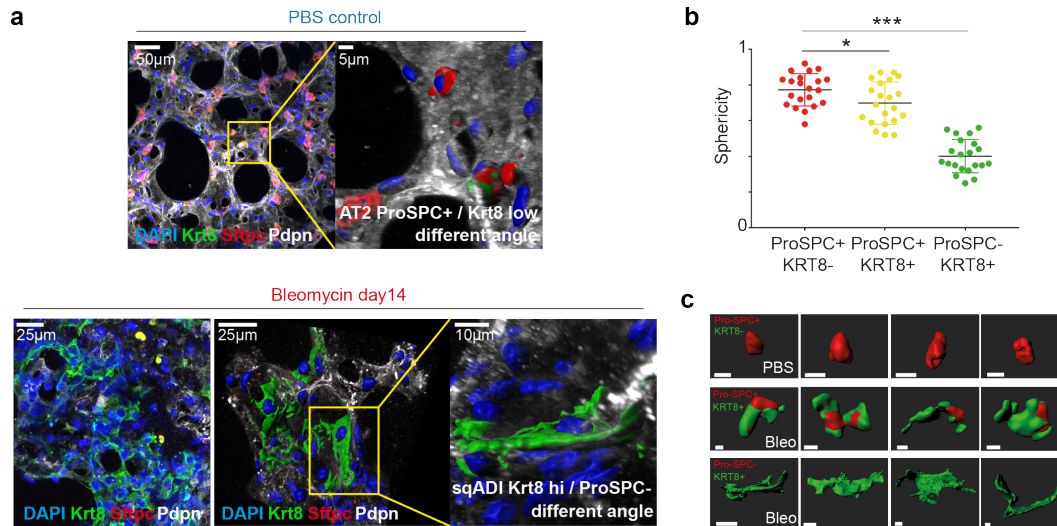 a
PBS control
50µm
5µm
AT2 ProSPC+ / Krt8 low
different angle
DAPI Krt8 Sftpc Pdpn
Bleomycin day14
25µm
25µm
10µm
DAPI Krt8 Sftpc Pdpn
DAPI Krt8 Sftpc Pdpn
sqADI Krt8 hi / ProSPC-
different angle
b
***
*
1
Sphericity
0
ProSPC+
KRT8-
ProSPC+
KRT8+
ProSPC-
KRT8+
c
Pro-SPC+
KRT8-
PBS
Pro-SPC+
KRT8+
Bleo
Pro-SPC-
KRT8+
Bleo